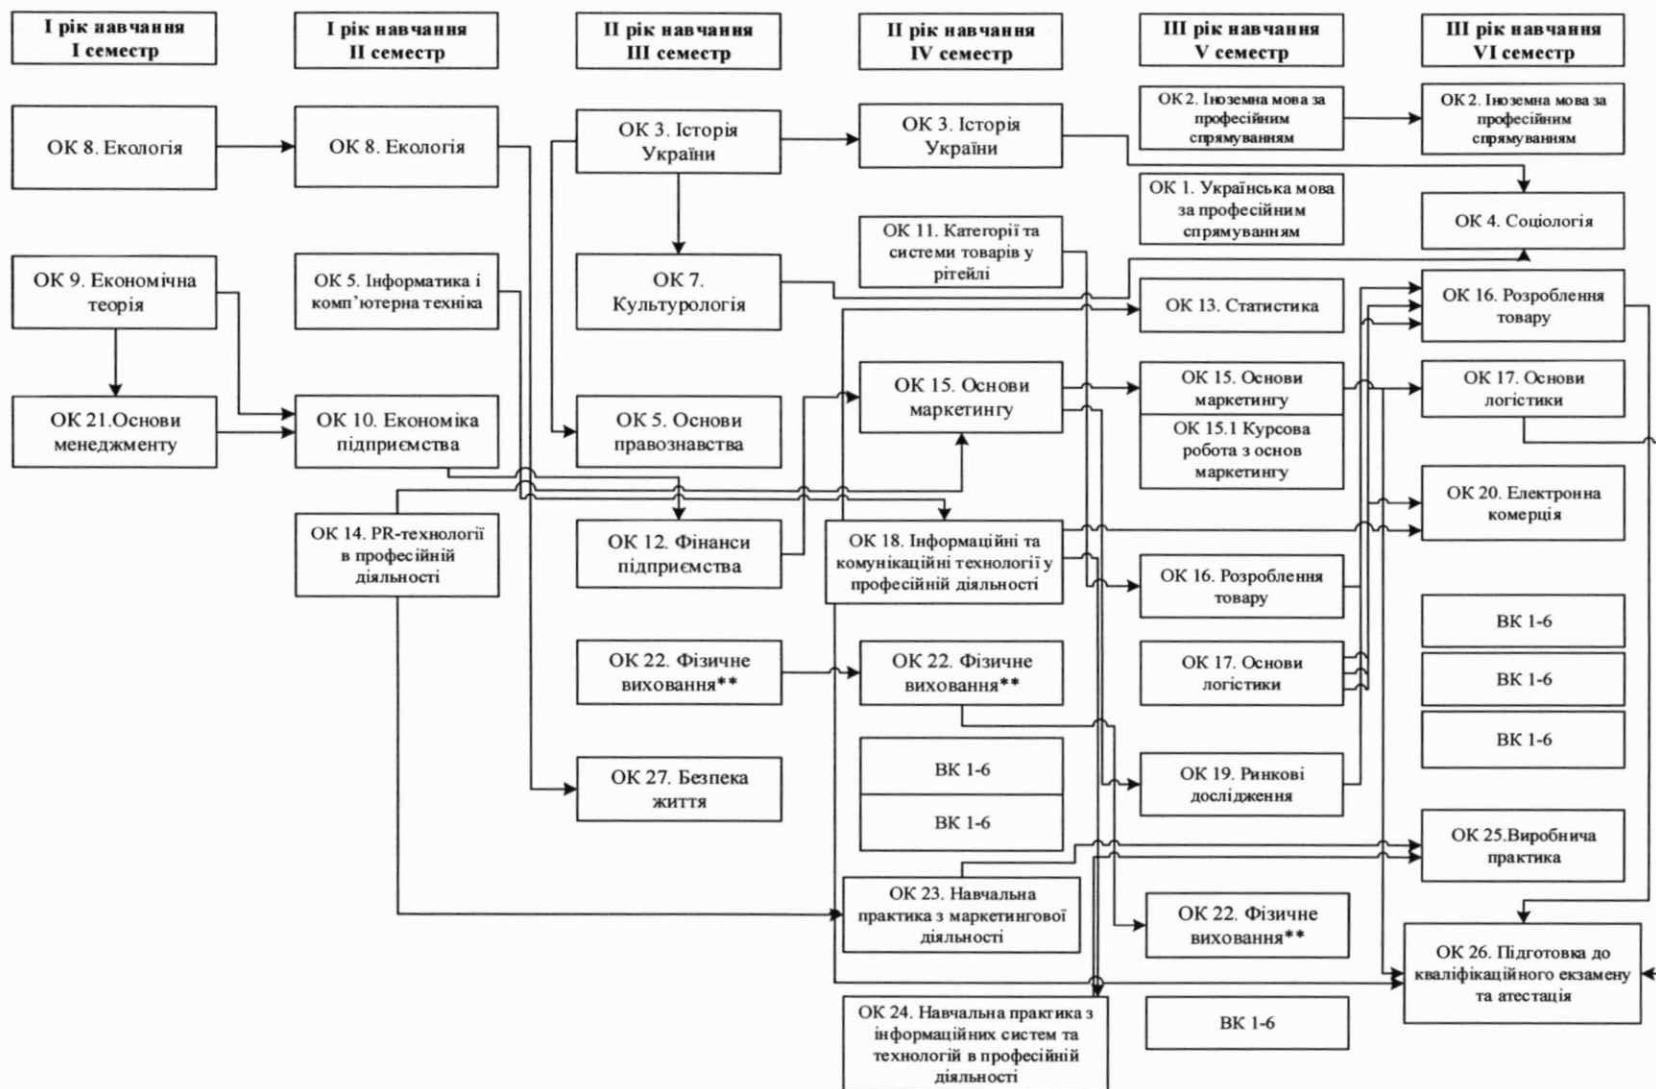 І рік навчання
І семестр
І рік навчання
ІІ семестр
ІІ рік навчання
ІІІ семестр
ІІ рік навчання
IV семестр
ІІІ рік навчання
V семестр
ІІІ рік навчання
VI семестр
ОК 8. Екологія
ОК 9. Економічна
теорія
ОК 21.Основи
менеджменту
ОК 8. Екологія
ОК 5. Інформатика і
комп’ютерна техніка
ОК 10. Економіка
підприємства
ОК 14. PR-технології
в професійній
діяльності
ОК 3. Історія
України
ОК 7.
Культурологія
ОК 5. Основи
правознавства
ОК 12. Фінанси
підприємства
ОК 22. Фізичне
виховання**
ОК 27. Безпека
життя
ОК 3. Історія
України
ОК 11. Категорії та
системи товарів у
рітейлі
ОК 15. Основи
маркетингу
ОК 18. Інформаційні та
комунікаційні технології у
професійній діяльності
ОК 22. Фізичне
виховання**
ВК 1-6
ВК 1-6
ОК 23. Навчальна
практика з маркетингової
діяльності
ОК 24. Навчальна практика з
інформаційних систем та
технологій в професійній
діяльності
ОК 2. Іноземна мова за
професійним
спрямуванням
ОК 1. Українська мова
за професійним
спрямуванням
ОК 13. Статистика
ОК 15. Основи
маркетингу
ОК 15.1 Курсова
робота з основ
маркетингу
ОК 16. Розроблення
товару
ОК 17. Основи
логістики
ОК 19. Ринкові
дослідження
ОК 22. Фізичне
виховання**
ВК 1-6
ОК 2. Іноземна мова за
професійним
спрямуванням
ОК 4. Соціологія
ОК 16. Розроблення
товару
ОК 17. Основи
логістики
ОК 20. Електронна
комерція
ВК 1-6
ВК 1-6
ВК 1-6
ОК 25.Виробнича
практика
ОК 26. Підготовка до
кваліфікаційного екзамену
та атестація